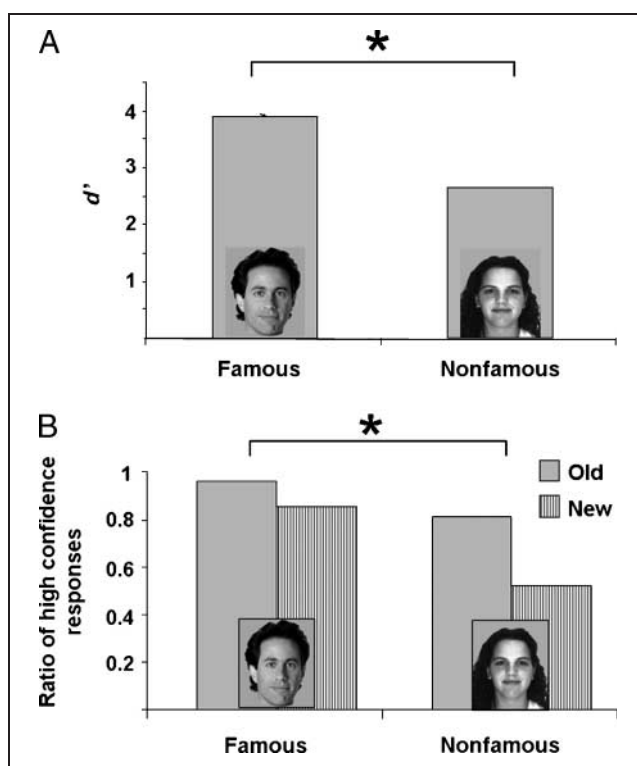 A
*
4
3
2
1
d'
Famous Nonfamous
B
*
Ratio of high confidence
responses
1
0.8
0.6
0.4
0.2
Old
New
Famous Nonfamous